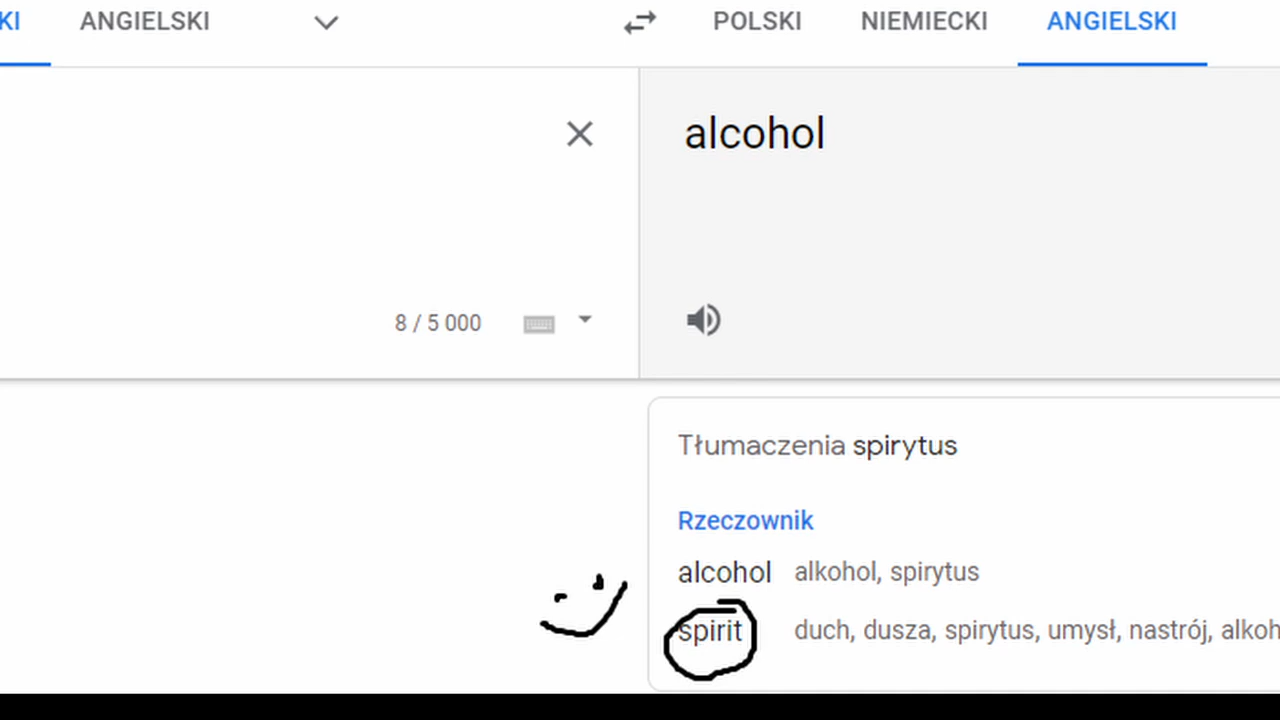 KI ANGIELSKI POLSKI NIEMIECKI ANGIELSKI
alcohol
8 / 5 000
Tłumaczenia spirytus
Rzeczownik
alcohol alkohol, spirytus
spirit duch, dusza, spirytus, umysł, nastrój, alkoh